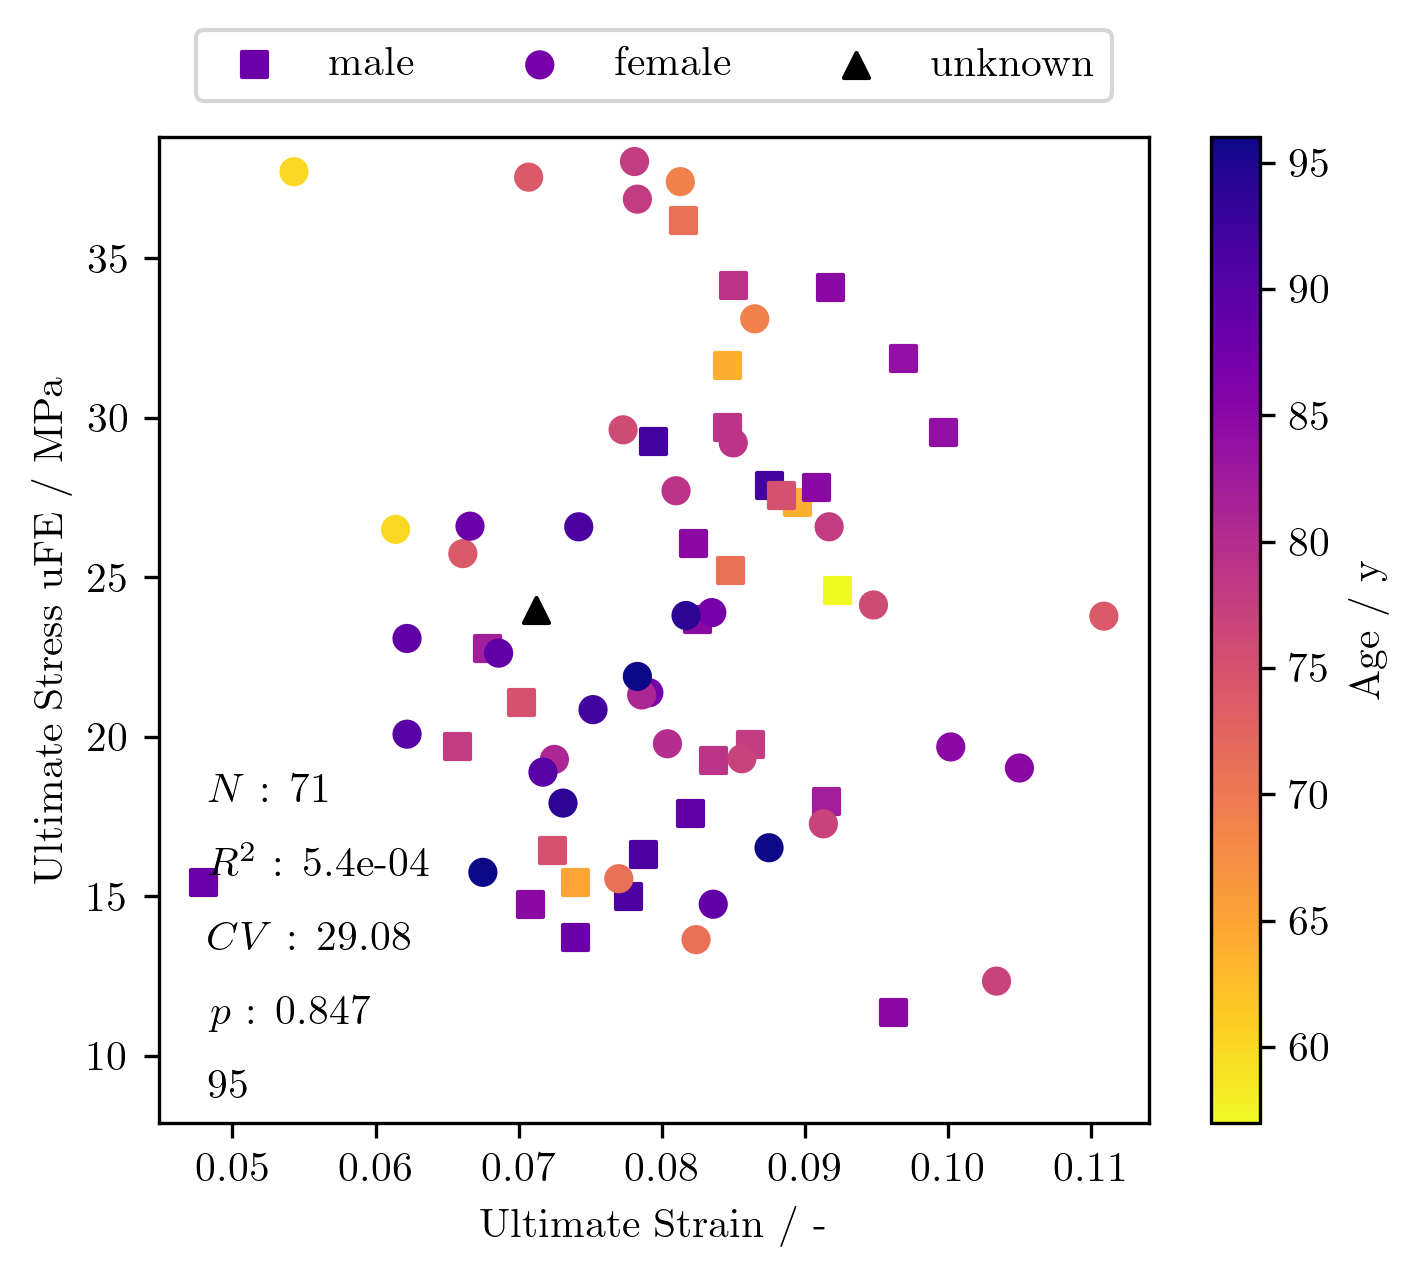 male female unknown
Ultimate Stress uFE / MPa
35
30
25
20
15
10
N : 71
R² : 5.4e-04
CV : 29.08
p : 0.847
95
0.05 0.06 0.07 0.08 0.09 0.10 0.11
Ultimate Strain / -
95
90
85
80
75
70
65
60
Age / y